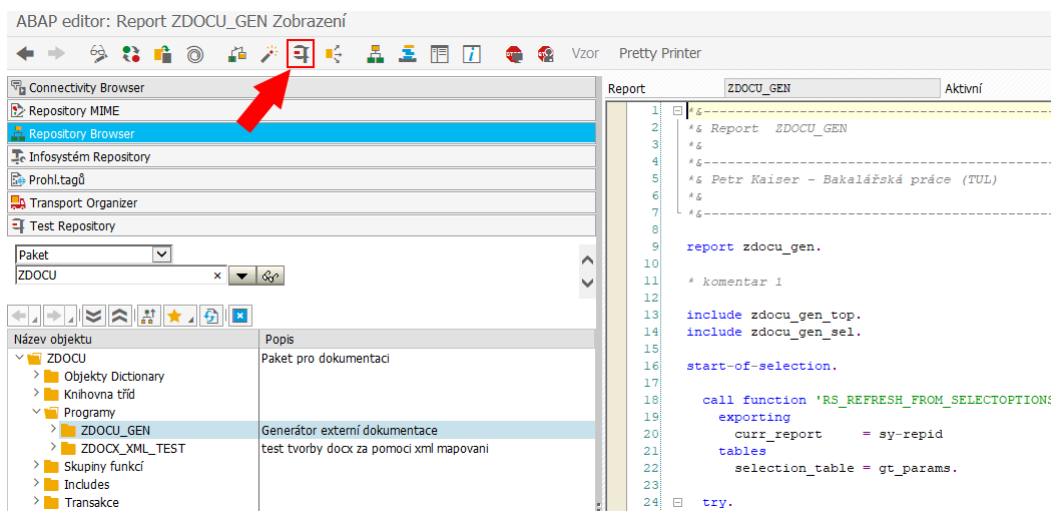 ABAP editor: Report ZDOCU_GEN Zobrazení
Vzor Pretty Printer
Connectivity Browser
Repository MIME
Repository Browser
Infosystém Repository
Prohl.tagů
Transport Organizer
Test Repository
Paket
ZDOCU
Název objektu Popis
ZDOCU Paket pro dokumentaci
Objekty Dictionary
Knihovna tříd
Programy
ZDOCU_GEN Generátor externí dokumentace
ZDOCX_XML_TEST test tvorby docx za pomoci xml mapovani
Skupiny funkcí
Includes
Transakce
Report ZDOCU_GEN Aktivní
1 *&---------------------------------------------------
2 *& Report ZDOCU_GEN
3 *&
4 *&---------------------------------------------------
5 *& Petr Kaiser - Bakalářská práce (TUL)
6 *&
7 *&---------------------------------------------------
8
9 report zdocu_gen.
10
11 * komentar 1
12
13 include zdocu_gen_top.
14 include zdocu_gen_sel.
15
16 start-of-selection.
17
18 call function 'RS_REFRESH_FROM_SELECTOPTIONS
19 exporting
20 curr_report = sy-repid
21 tables
22 selection_table = gt_params.
23
24 try.